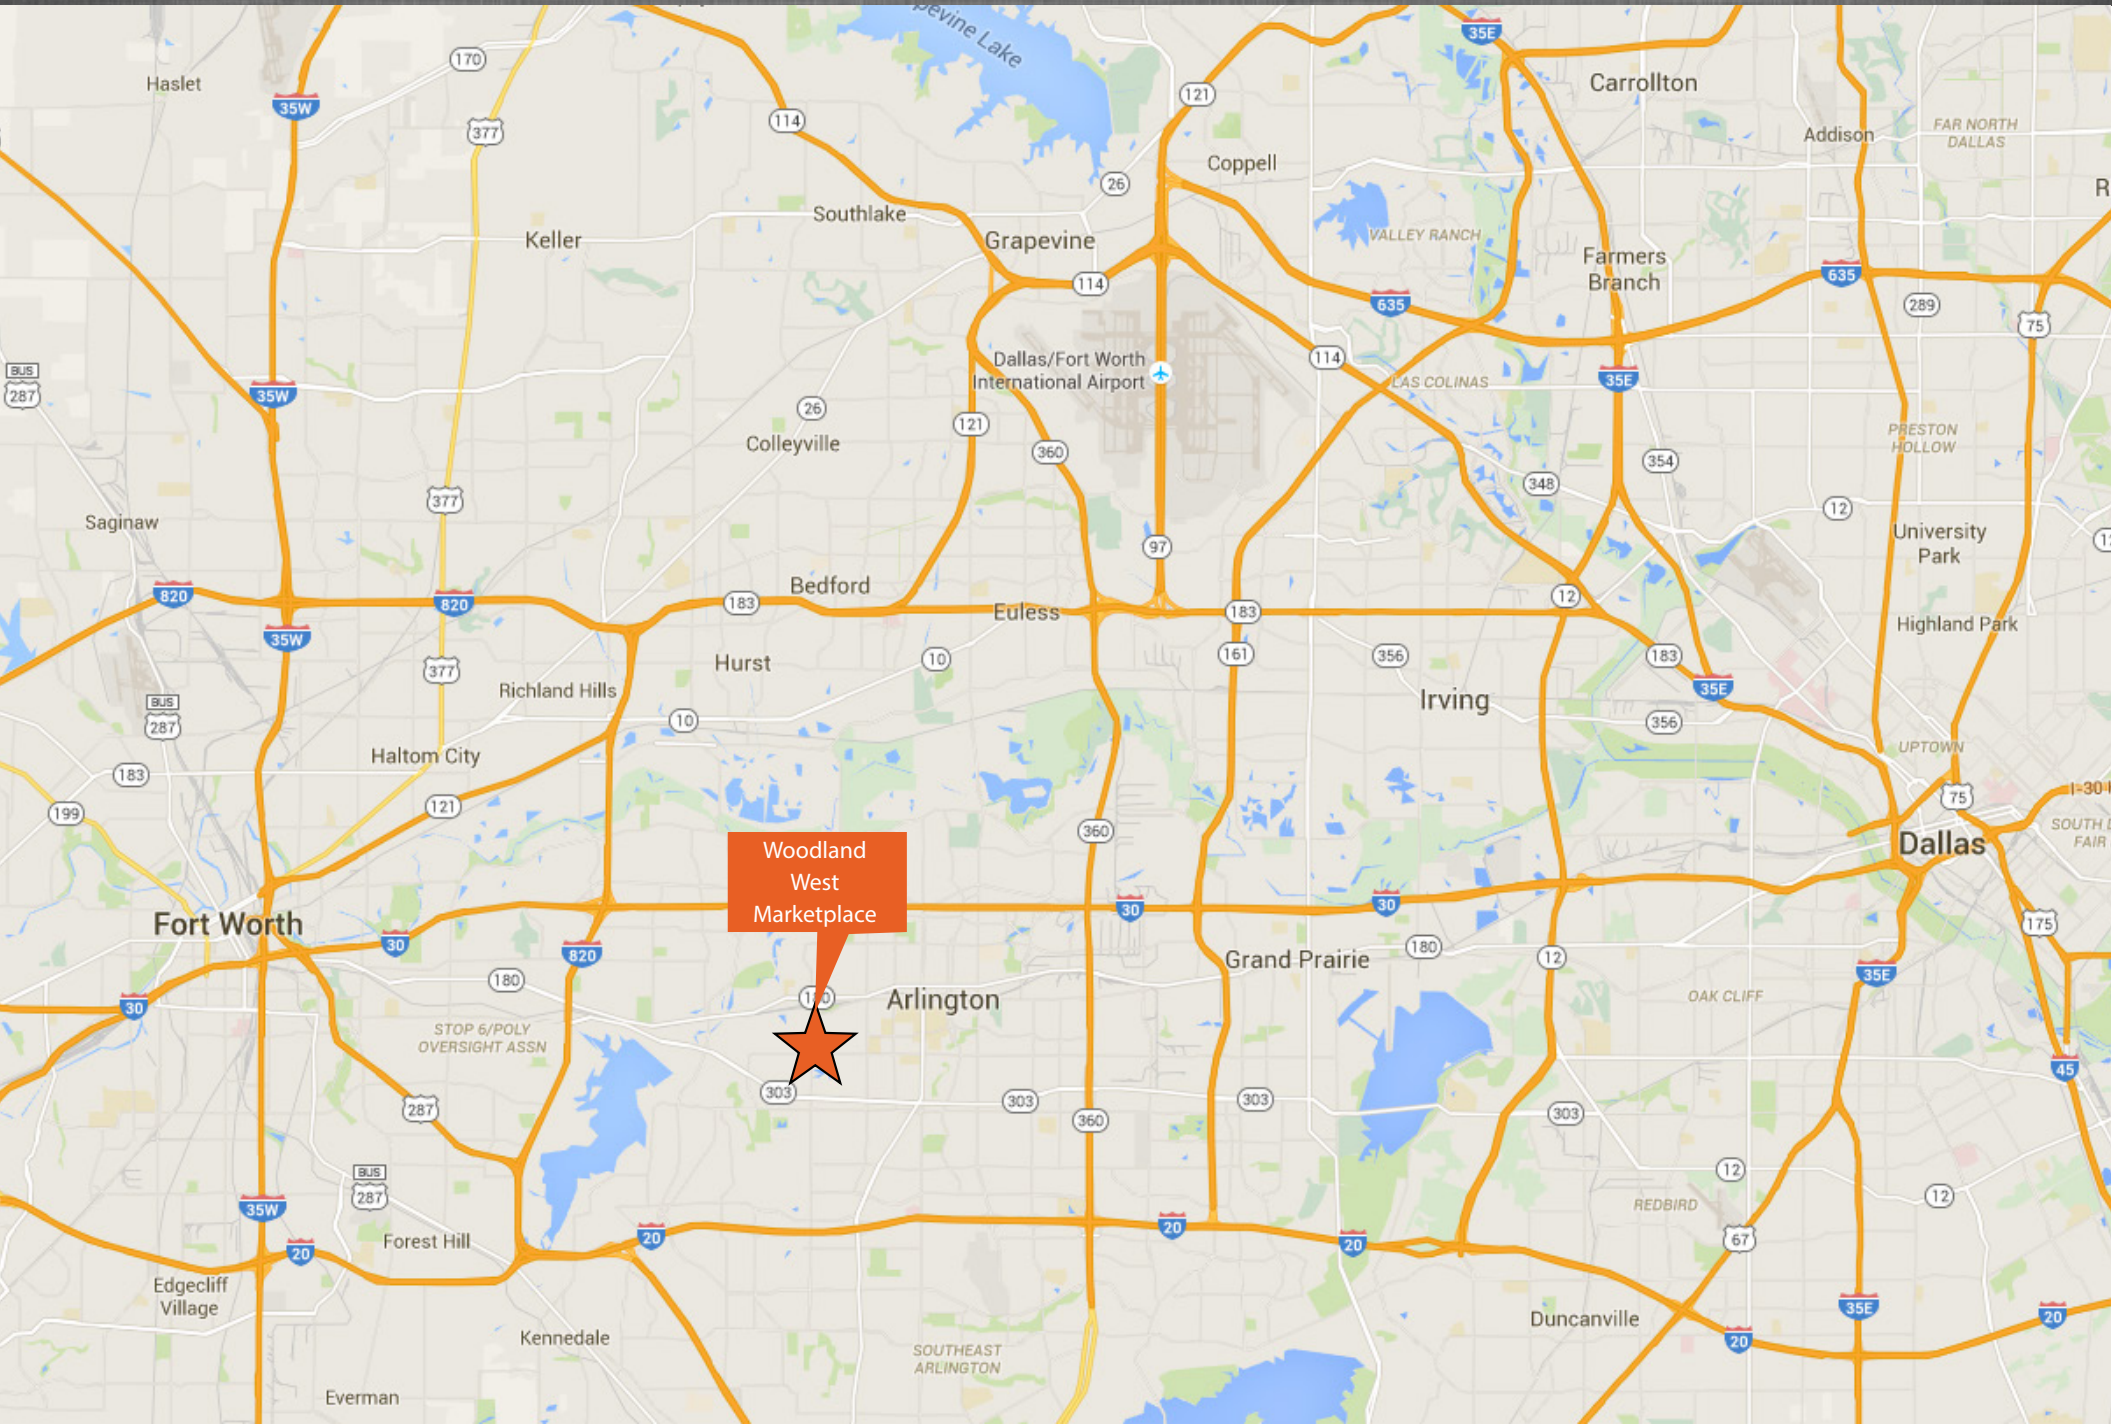 Grapevine Lake
35E
170
Haslet
Carrollton
35W
121
114
377
Addison
FAR NORTH
DALLAS
Coppell
26
Southlake
Keller
Grapevine
VALLEY RANCH
Farmers
Branch
114
635
635
289
75
Dallas/Fort Worth
International Airport
114
BUS
287
35W
LAS COLINAS
35E
26
121
Colleyville
360
PRESTON
HOLLOW
354
348
377
12
Saginaw
University
Park
97
Bedford
820
820
183
Euless
183
12
35W
Highland Park
161
356
183
Hurst
10
377
Richland Hills
35E
Irving
BUS
287
10
356
Haltom City
UPTOWN
183
121
199
75
I-30
360
Dallas
SOUTH
FAIR
Woodland
West
Marketplace
30
30
Fort Worth
30
820
175
180
12
Grand Prairie
180
35E
30
Arlington
OAK CLIFF
STOP 6/POLY
OVERSIGHT ASSN
45
303
303
303
287
360
303
12
BUS
287
12
35W
REDBIRD
20
20
Forest Hill
20
20
67
Edgecliff
Village
35E
Duncanville
20
20
Kennedale
SOUTHEAST
ARLINGTON
Everman